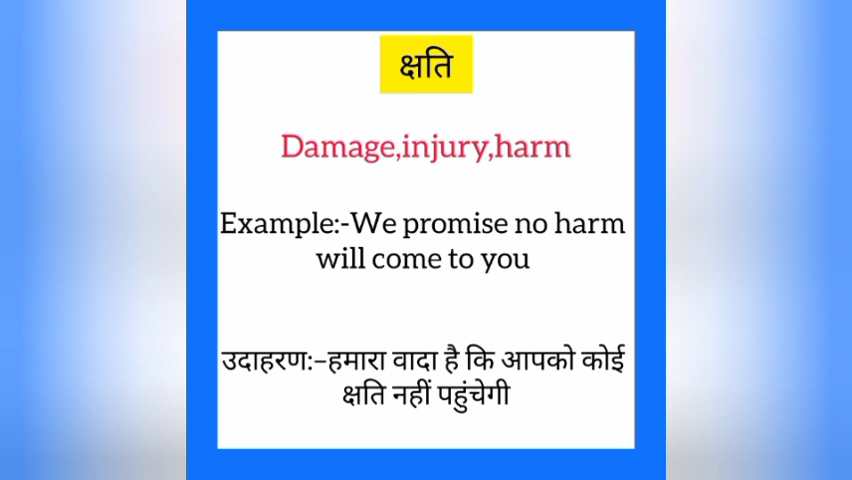 क्षति
Damage,injury,harm
Example:-We promise no harm
will come to you
उदाहरण:–हमारा वादा है कि आपको कोई
क्षति नहीं पहुंचेगी